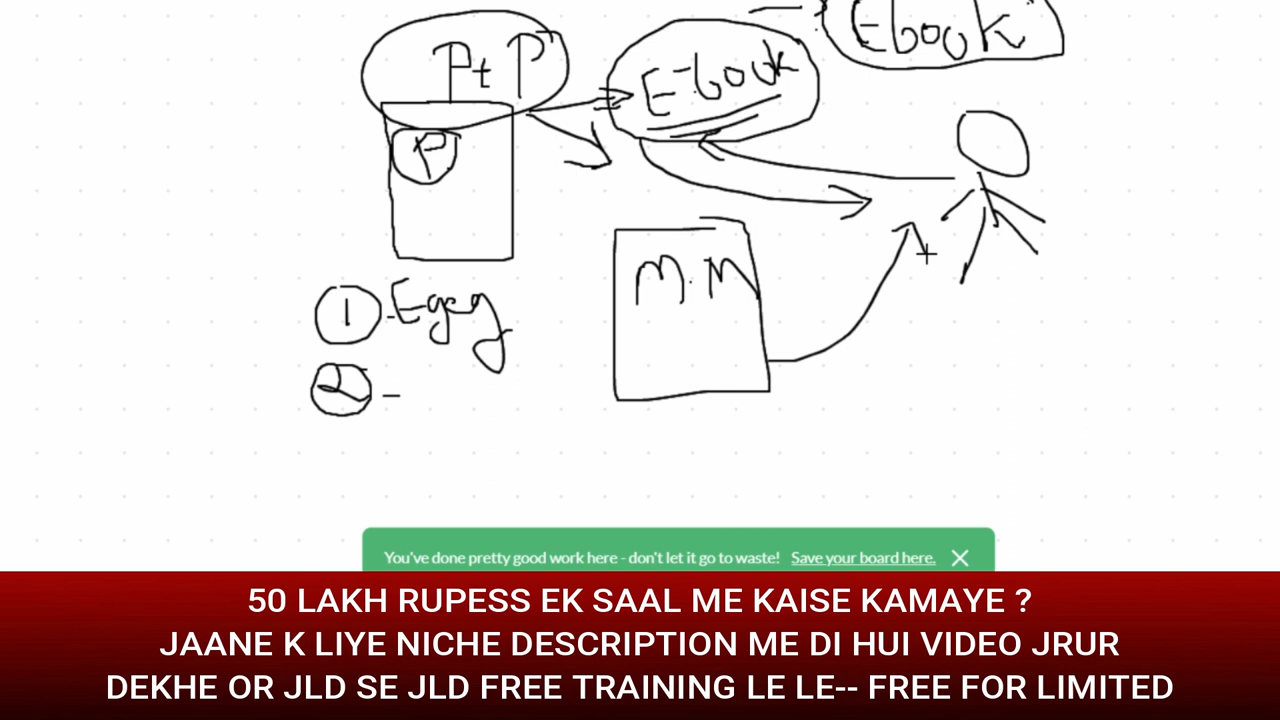 Ebook
Pt P
E-book
P
M.M
1 -
2 -
You've done pretty good work here - don't let it go to waste! Save your board here.
50 LAKH RUPESS EK SAAL ME KAISE KAMAYE ?
JAANE K LIYE NICHE DESCRIPTION ME DI HUI VIDEO JRUR
DEKHE OR JLD SE JLD FREE TRAINING LE LE-- FREE FOR LIMITED